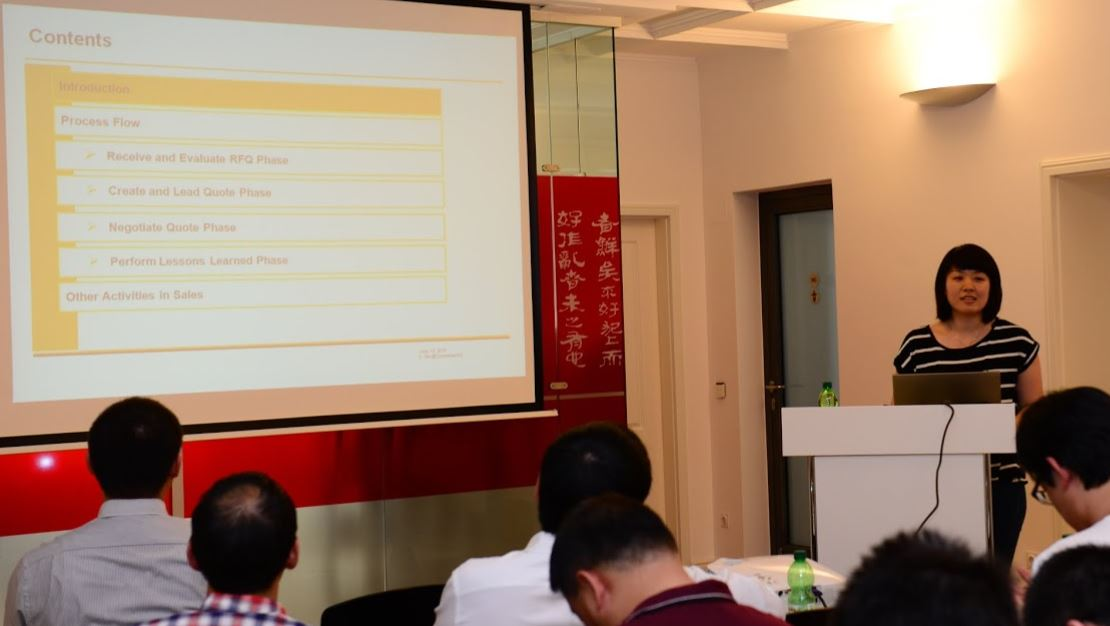 Contents
Introduction
Process Flow
Receive and Evaluate RFQ Phase
Create and Lead Quote Phase
Negotiate Quote Phase
Perform Lessons Learned Phase
Other Activities in Sales
者鲜矣不好犯上而
好作亂者未之有也